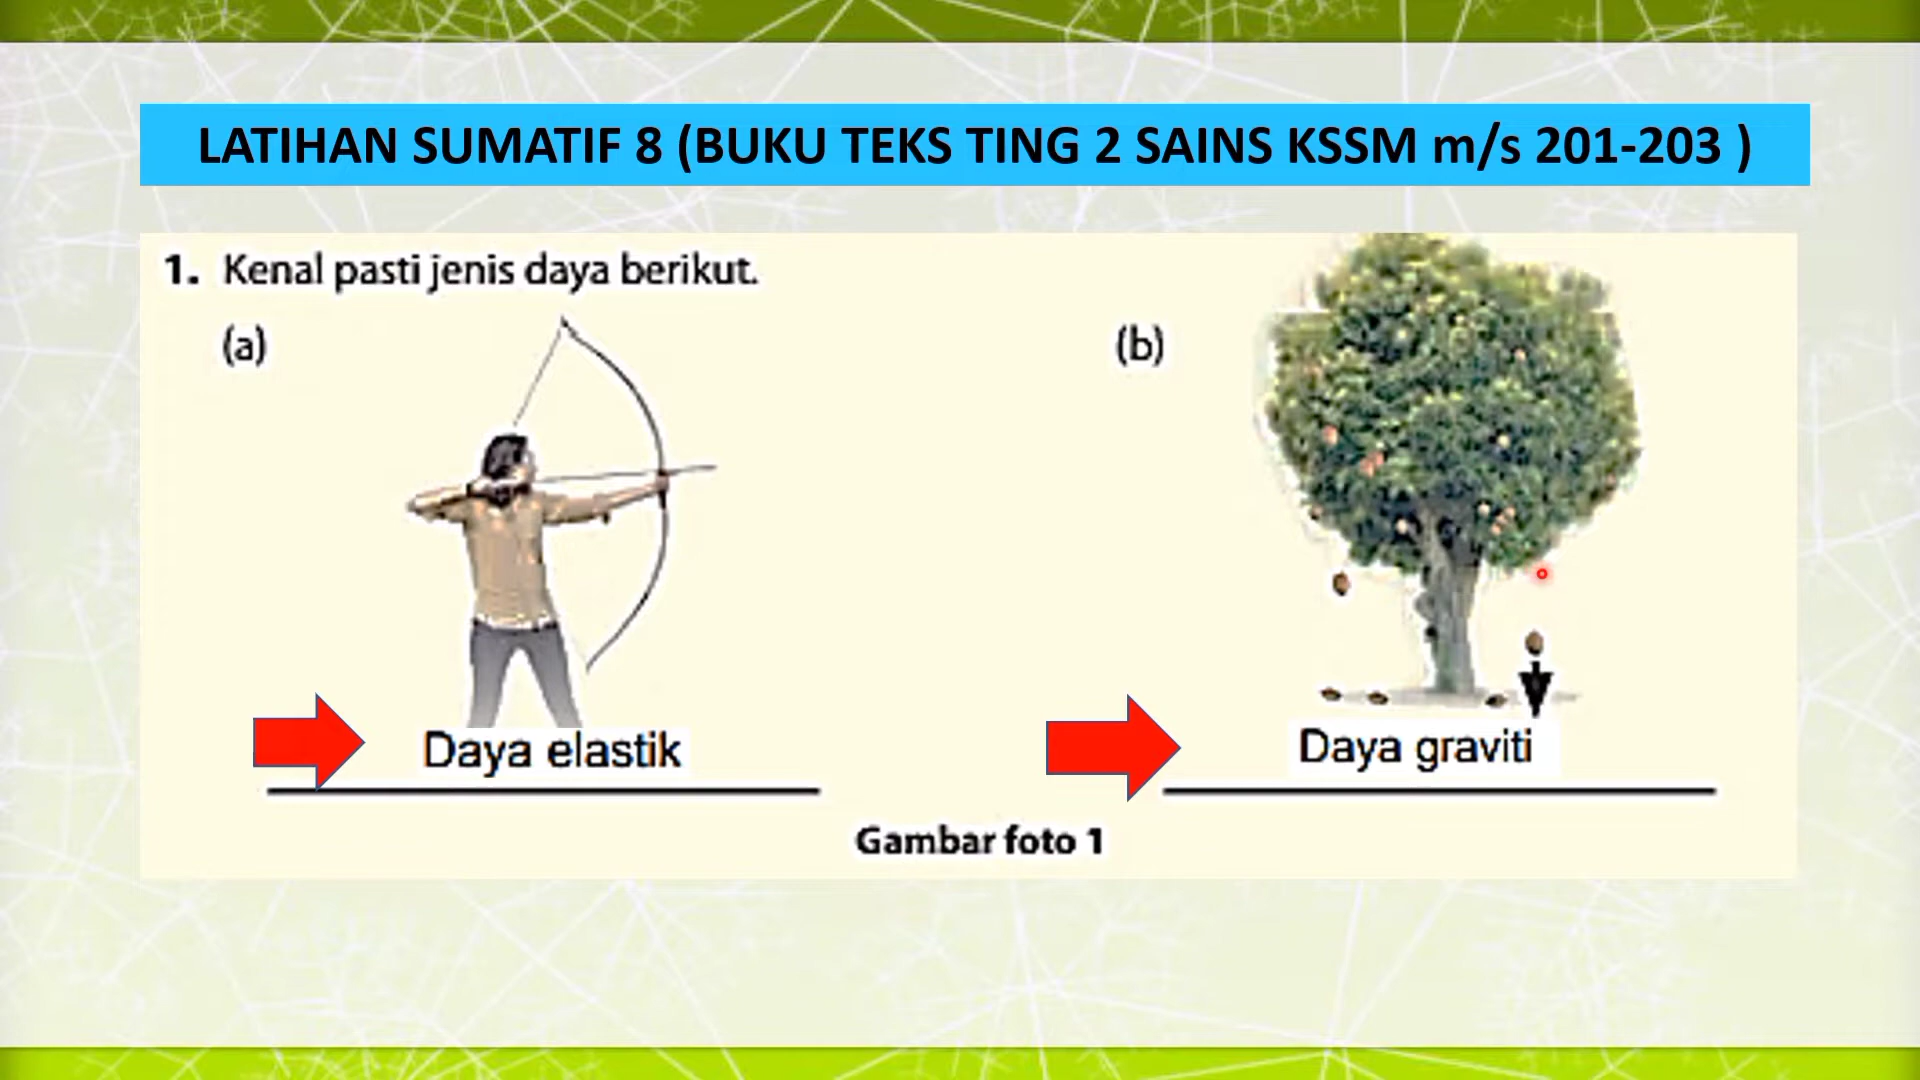 LATIHAN SUMATIF 8 (BUKU TEKS TING 2 SAINS KSSM m/s 201-203 )
1. Kenal pasti jenis daya berikut.
(a)
(b)
Daya elastik
Daya graviti
Gambar foto 1